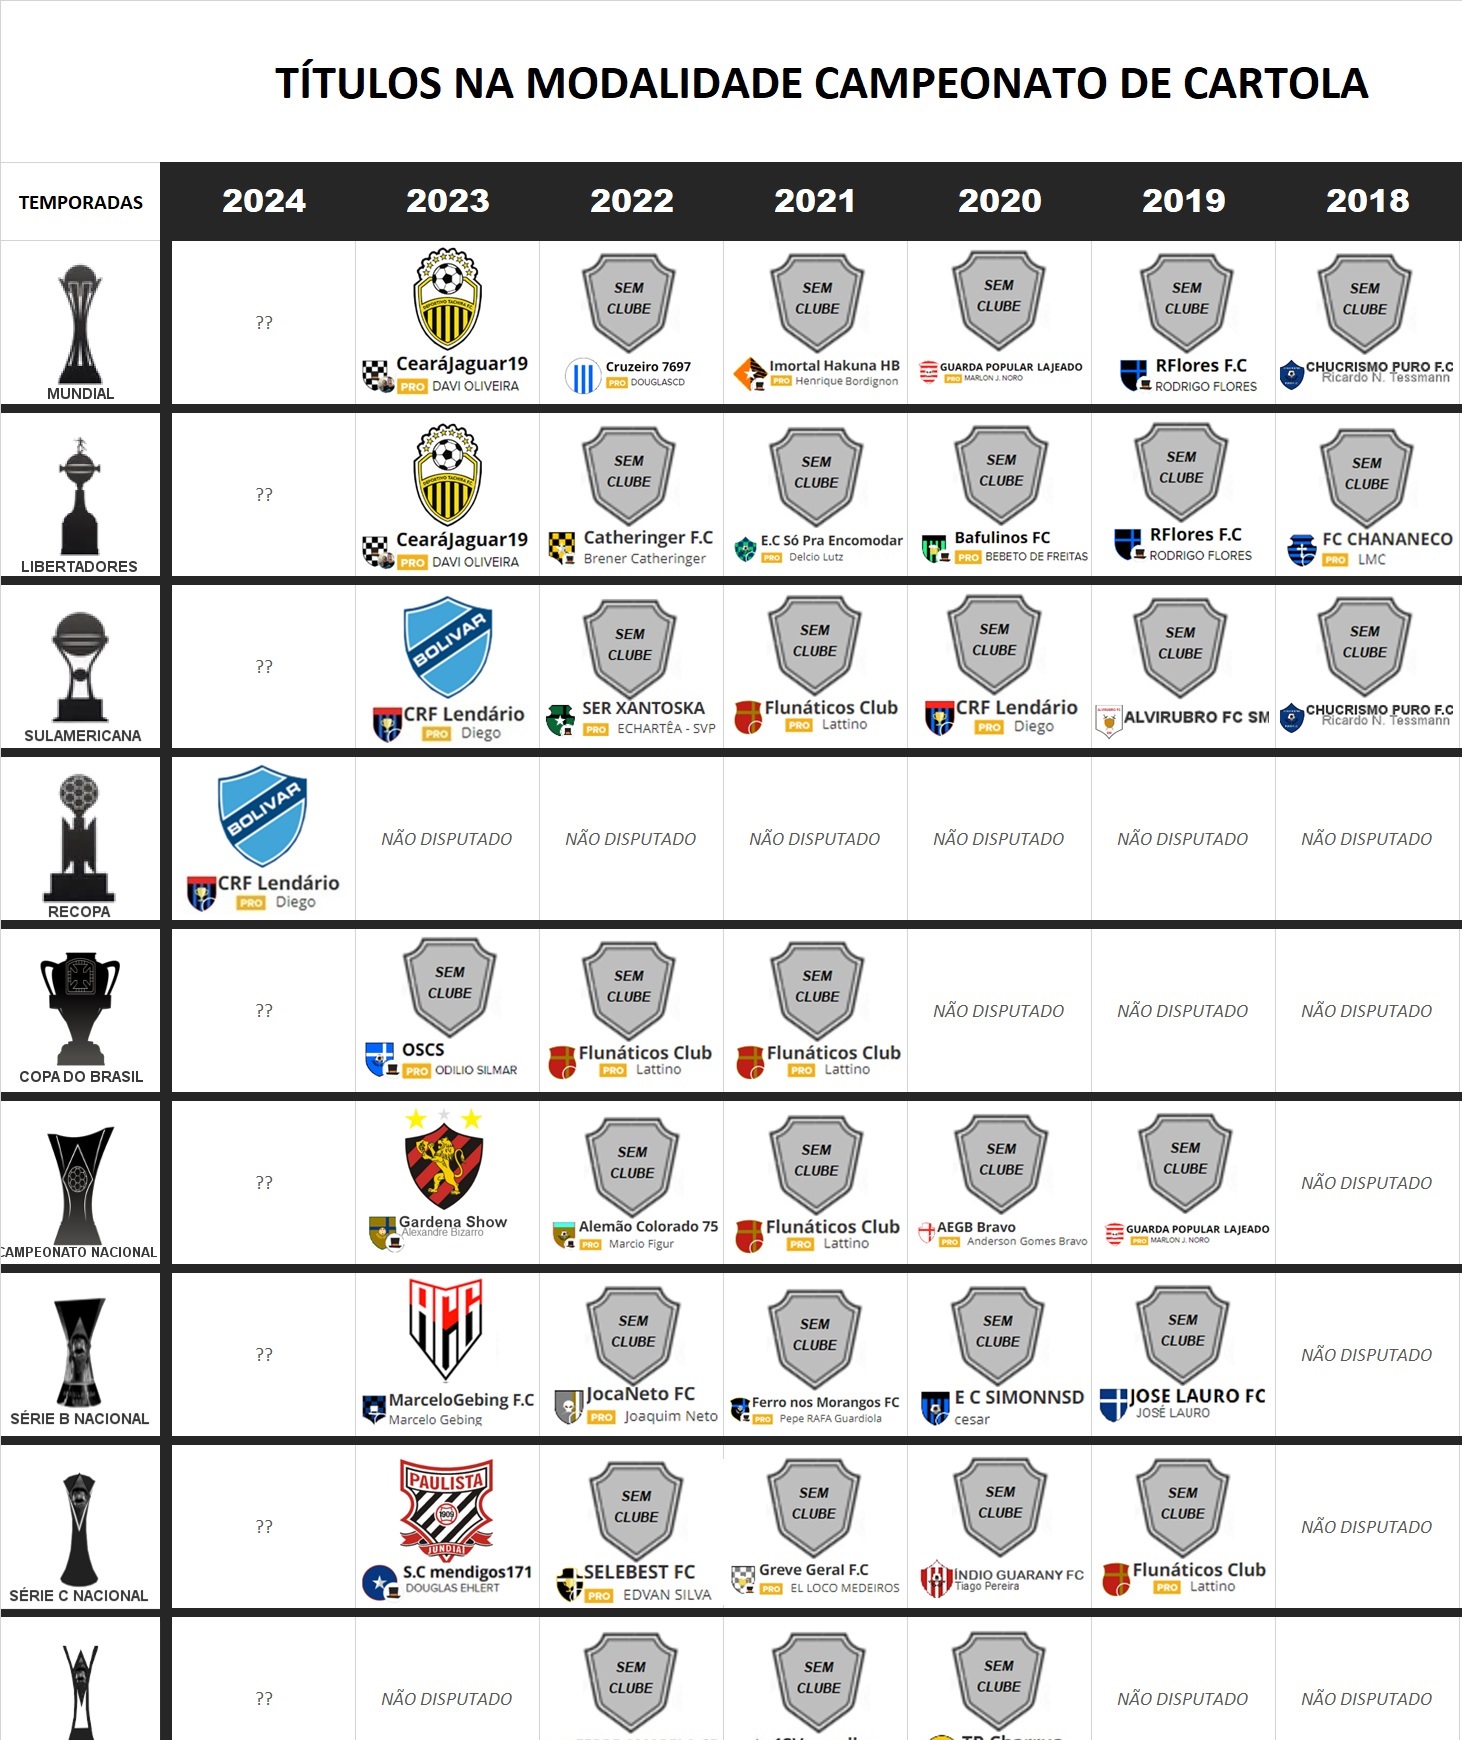 TÍTULOS NA MODALIDADE CAMPEONATO DE CARTOLA
TEMPORADAS 2024 2023 2022 2021 2020 2019 2018
MUNDIAL
??
DEPORTIVO TACHIRA F.C.
CearáJaguar19
PRO DAVI OLIVEIRA
SEM
CLUBE
Cruzeiro 7697
PRO DOUGLASCD
SEM
CLUBE
Imortal Hakuna HB
PRO Henrique Bordignon
SEM
CLUBE
GUARDA POPULAR LAJEADO
PRO MARLON J. NORO
SEM
CLUBE
RFlores F.C
RODRIGO FLORES
SEM
CLUBE
CHUCRISMO PURO F.C
Ricardo N. Tessmann
LIBERTADORES
??
DEPORTIVO TACHIRA F.C.
CearáJaguar19
PRO DAVI OLIVEIRA
SEM
CLUBE
Catheringer F.C
Brener Catheringer
SEM
CLUBE
E.C Só Pra Encomodar
PRO Delcio Lutz
SEM
CLUBE
Bafulinos FC
PRO BEBETO DE FREITAS
SEM
CLUBE
RFlores F.C
RODRIGO FLORES
SEM
CLUBE
FC CHANANECO
PRO LMC
SULAMERICANA
??
BOLIVAR
CRF Lendário
PRO Diego
SEM
CLUBE
SER XANTOSKA
PRO ECHARTÊA - SVP
SEM
CLUBE
Flunáticos Club
PRO Lattino
SEM
CLUBE
CRF Lendário
PRO Diego
SEM
CLUBE
ALVIRUBRO FC SM
SEM
CLUBE
CHUCRISMO PURO F.C
Ricardo N. Tessmann
RECOPA
BOLIVAR
CRF Lendário
PRO Diego
NÃO DISPUTADO
NÃO DISPUTADO
NÃO DISPUTADO
NÃO DISPUTADO
NÃO DISPUTADO
NÃO DISPUTADO
COPA DO BRASIL
??
SEM
CLUBE
OSCS
PRO ODILIO SILMAR
SEM
CLUBE
Flunáticos Club
PRO Lattino
SEM
CLUBE
Flunáticos Club
PRO Lattino
NÃO DISPUTADO
NÃO DISPUTADO
NÃO DISPUTADO
CAMPEONATO NACIONAL
??
Gardena Show
Alexandre Bizarro
SEM
CLUBE
Alemão Colorado 75
PRO Marcio Figur
SEM
CLUBE
Flunáticos Club
PRO Lattino
SEM
CLUBE
AEGB Bravo
PRO Anderson Gomes Bravo
SEM
CLUBE
GUARDA POPULAR LAJEADO
PRO MARLON J. NORO
NÃO DISPUTADO
SÉRIE B NACIONAL
??
ACG
MarceloGebing F.C
Marcelo Gebing
SEM
CLUBE
JocaNeto FC
PRO Joaquim Neto
SEM
CLUBE
Ferro nos Morangos FC
PRO Pepe RAFA Guardiola
SEM
CLUBE
E C SIMONNSD
cesar
SEM
CLUBE
JOSE LAURO FC
JOSÉ LAURO
NÃO DISPUTADO
SÉRIE C NACIONAL
??
PAULISTA
1909
JUNDIAÍ
S.C mendigos171
DOUGLAS EHLERT
SEM
CLUBE
SELEBEST FC
PRO EDVAN SILVA
SEM
CLUBE
Greve Geral F.C
PRO EL LOCO MEDEIROS
SEM
CLUBE
ÍNDIO GUARANY FC
Tiago Pereira
SEM
CLUBE
Flunáticos Club
PRO Lattino
NÃO DISPUTADO
??
NÃO DISPUTADO
SEM
CLUBE
SEM
CLUBE
SEM
CLUBE
NÃO DISPUTADO
NÃO DISPUTADO